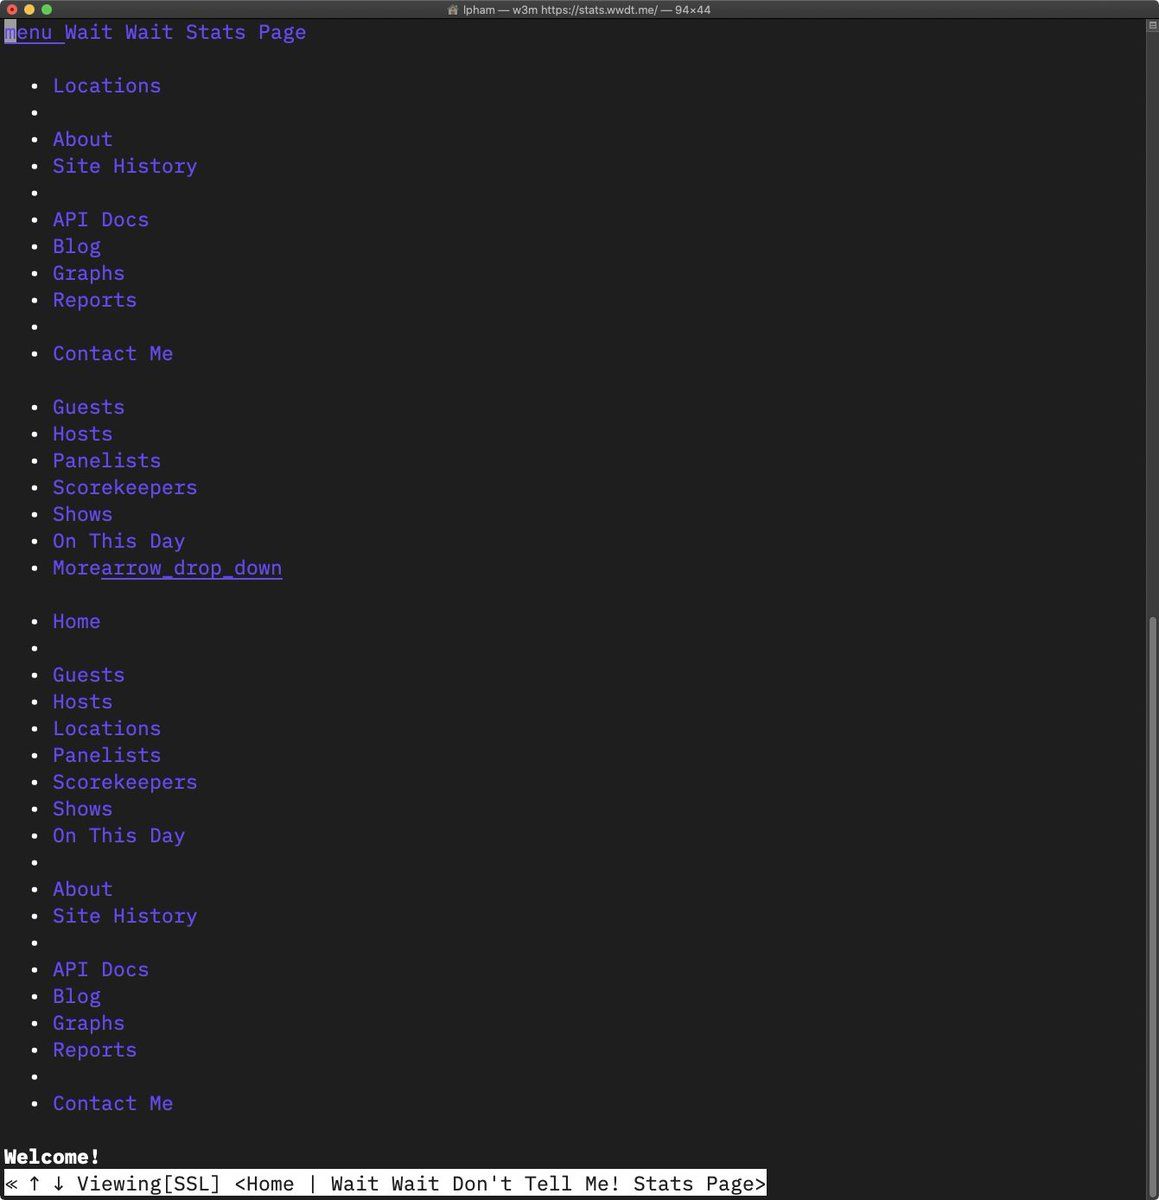 lpham — w3m https://stats.wwdt.me/ — 94×44
menu Wait Wait Stats Page
• Locations
•
• About
• Site History
•
• API Docs
• Blog
• Graphs
• Reports
•
• Contact Me
• Guests
• Hosts
• Panelists
• Scorekeepers
• Shows
• On This Day
• Morearrow_drop_down
• Home
•
• Guests
• Hosts
• Locations
• Panelists
• Scorekeepers
• Shows
• On This Day
•
• About
• Site History
•
• API Docs
• Blog
• Graphs
• Reports
•
• Contact Me
Welcome!
« ↑ ↓ Viewing[SSL] <Home | Wait Wait Don't Tell Me! Stats Page>